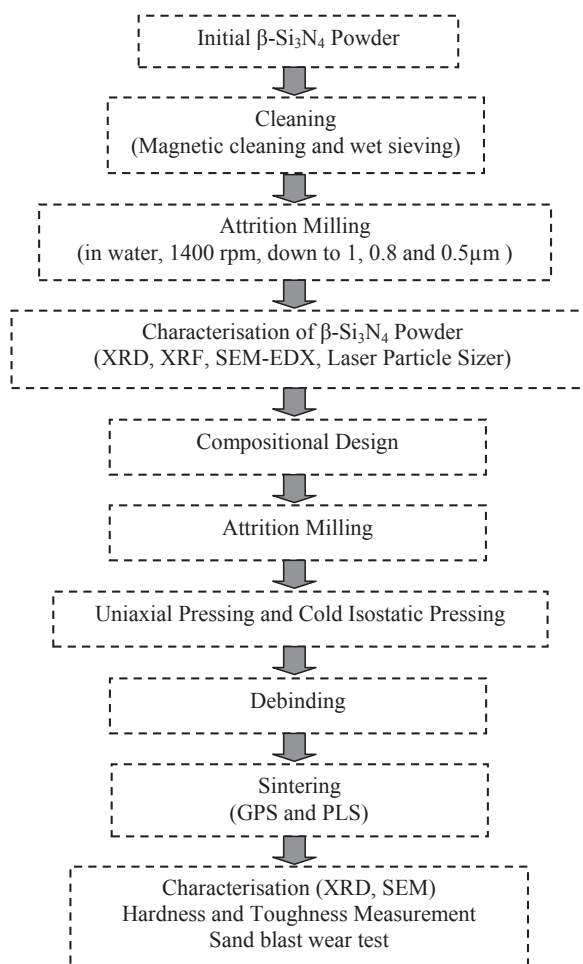 Initial β-Si₃N₄ Powder
Cleaning
(Magnetic cleaning and wet sieving)
Attrition Milling
(in water, 1400 rpm, down to 1, 0.8 and 0.5µm )
Characterisation of β-Si₃N₄ Powder
(XRD, XRF, SEM-EDX, Laser Particle Sizer)
Compositional Design
Attrition Milling
Uniaxial Pressing and Cold Isostatic Pressing
Debinding
Sintering
(GPS and PLS)
Characterisation (XRD, SEM)
Hardness and Toughness Measurement
Sand blast wear test